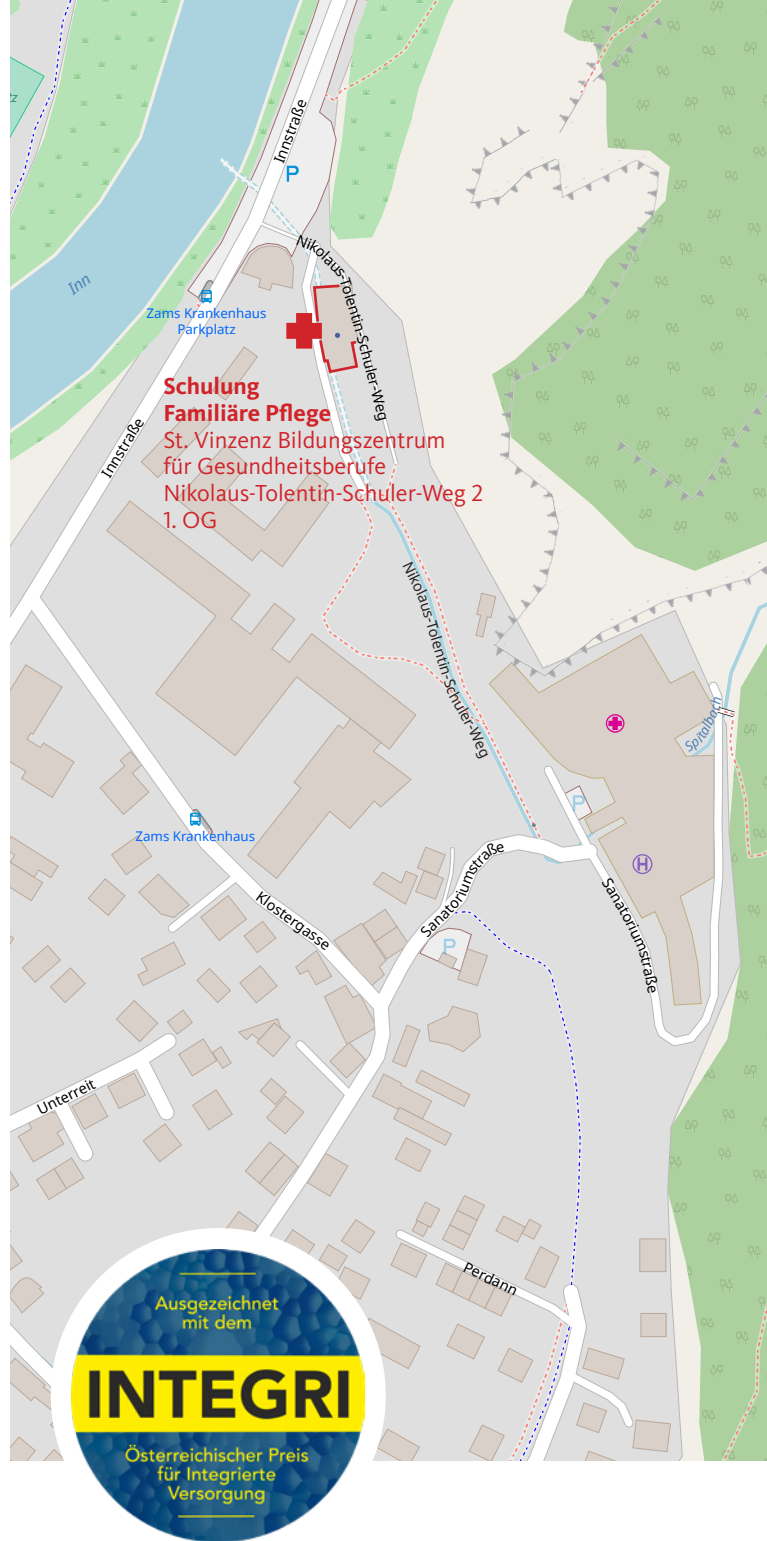 Innstraße
P
Nikolaus-Tolentin-Schuler-Weg
Inn
Zams Krankenhaus
Parkplatz
Schulung
Familiäre Pflege
St. Vinzenz Bildungszentrum
für Gesundheitsberufe
Nikolaus-Tolentin-Schuler-Weg 2
1. OG
Innstraße
Nikolaus-Tolentin-Schuler-Weg
Spitalbach
P
Zams Krankenhaus
H
Sanatoriumstraße
Sanatoriumstraße
Klostergasse
P
Unterreit
Perdann
Ausgezeichnet
mit dem
INTEGRI
Österreichischer Preis
für Integrierte
Versorgung